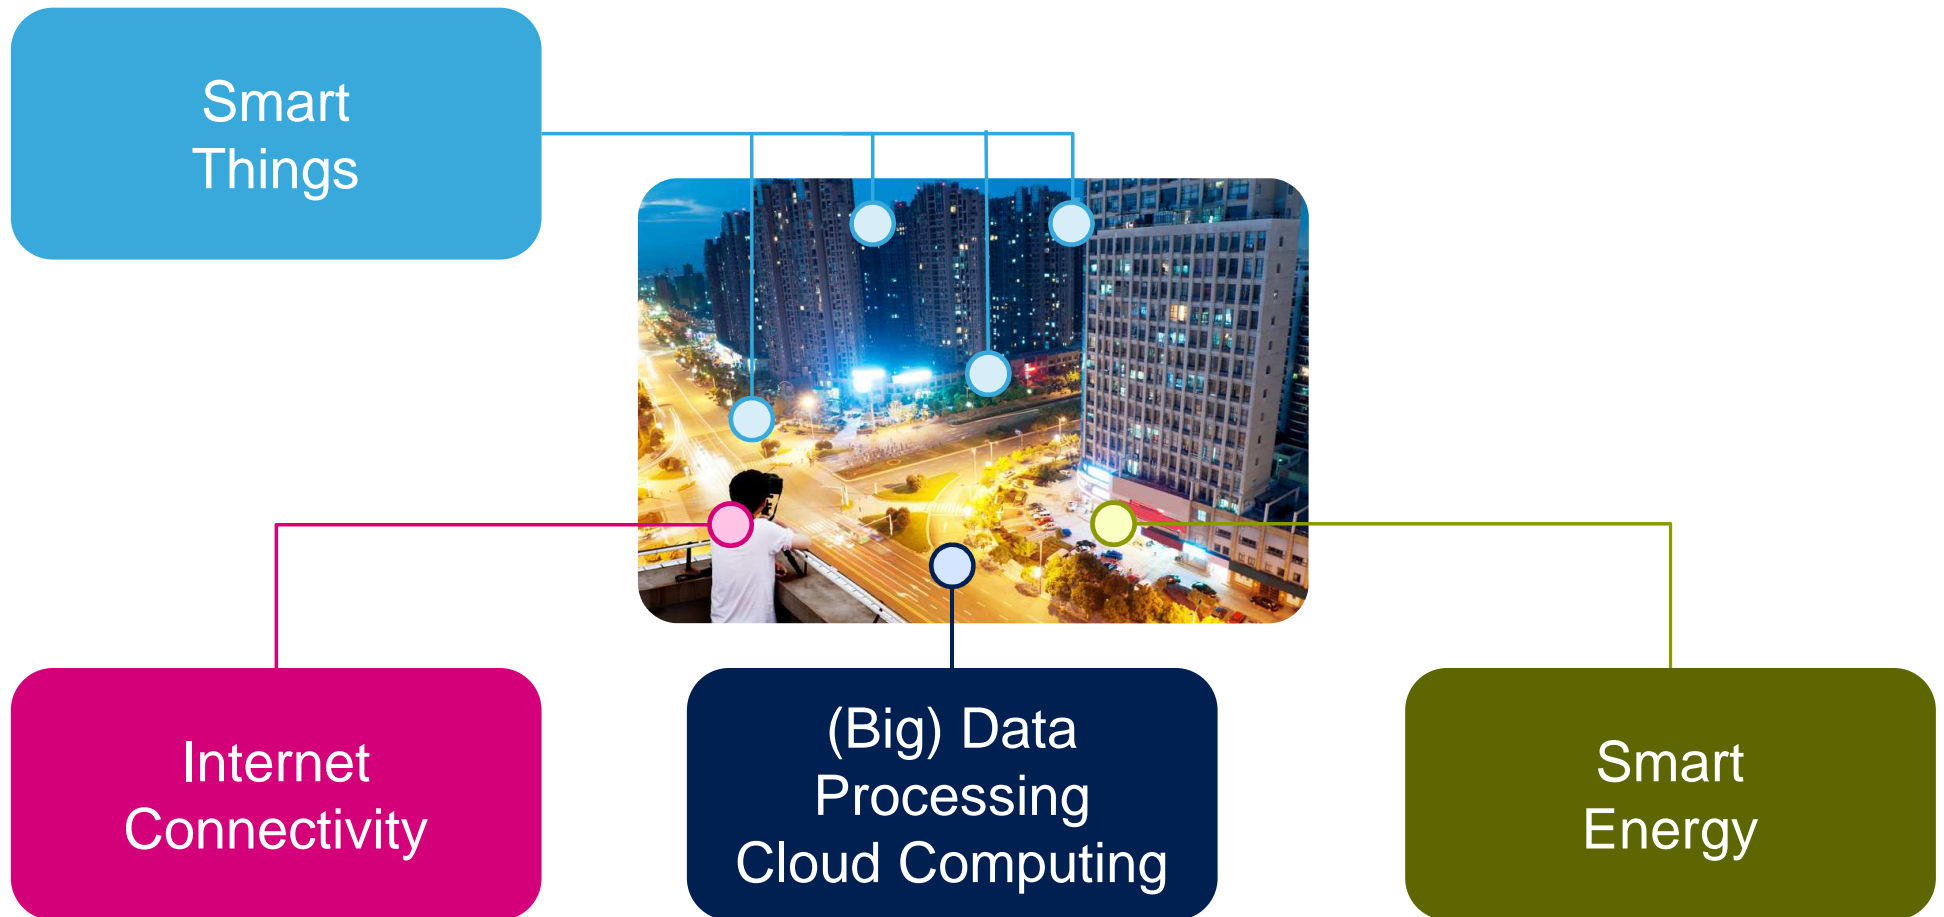 Smart
Things
Internet
Connectivity
(Big) Data
Processing
Cloud Computing
Smart
Energy